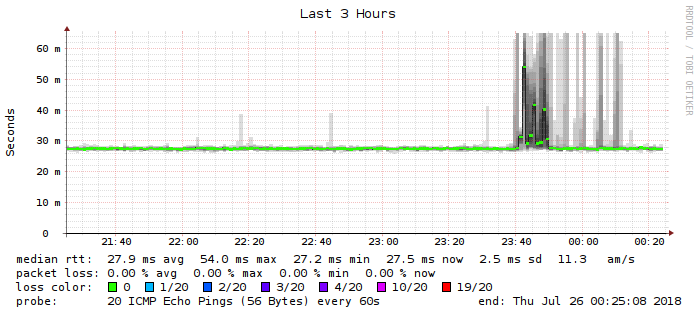 Last 3 Hours
RRDTOOL / TOBI OETIKER
Seconds
60 m
50 m
40 m
30 m
20 m
10 m
0
21:40 22:00 22:20 22:40 23:00 23:20 23:40 00:00 00:20
median rtt: 27.9 ms avg 54.0 ms max 27.2 ms min 27.5 ms now 2.5 ms sd 11.3 am/s
packet loss: 0.00 % avg 0.00 % max 0.00 % min 0.00 % now
loss color: 0 1/20 2/20 3/20 4/20 10/20 19/20
probe: 20 ICMP Echo Pings (56 Bytes) every 60s end: Thu Jul 26 00:25:08 2018